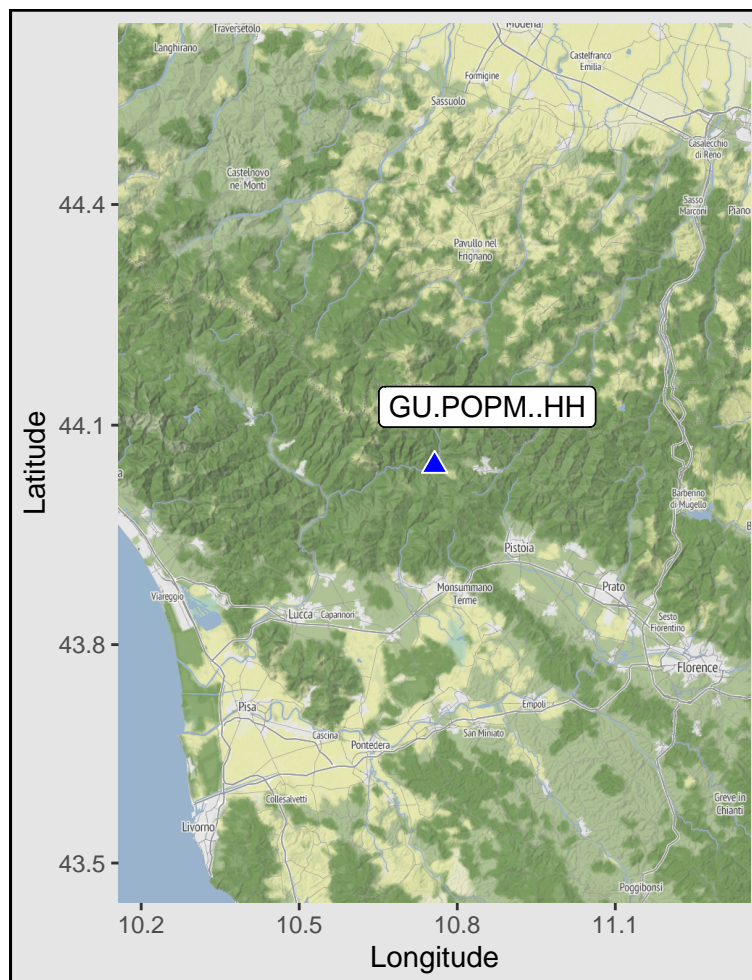 Traversetolo
Modena
Langhirano
Castelfranco
Emilia
Formigine
Sassuolo
Casalecchio
di Reno
Castelnovo
ne' Monti
44.4
Sasso
Marconi
Pavullo nel
Frignano
GU.POPM..HH
44.1
Latitude
Barberino
di Mugello
Pistoia
Monsummano
Terme
Prato
Viareggio
Lucca
Capannori
Sesto
Fiorentino
43.8
Florence
Pisa
Empoli
Cascina
San Miniato
Pontedera
Collesalvetti
Greve in
Chianti
Livorno
43.5
Poggibonsi
10.2
10.5
10.8
11.1
Longitude